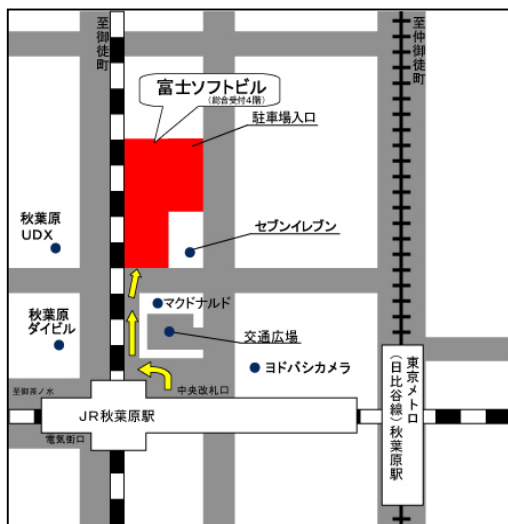 至御徒町
至仲御徒町
富士ソフトビル
(総合受付4階)
駐車場入口
秋葉原
UDX
セブンイレブン
マクドナルド
秋葉原
ダイビル
交通広場
ヨドバシカメラ
至御茶ノ水
中央改札口
JR秋葉原駅
電気街口
東京メトロ
(日比谷線)秋葉原駅